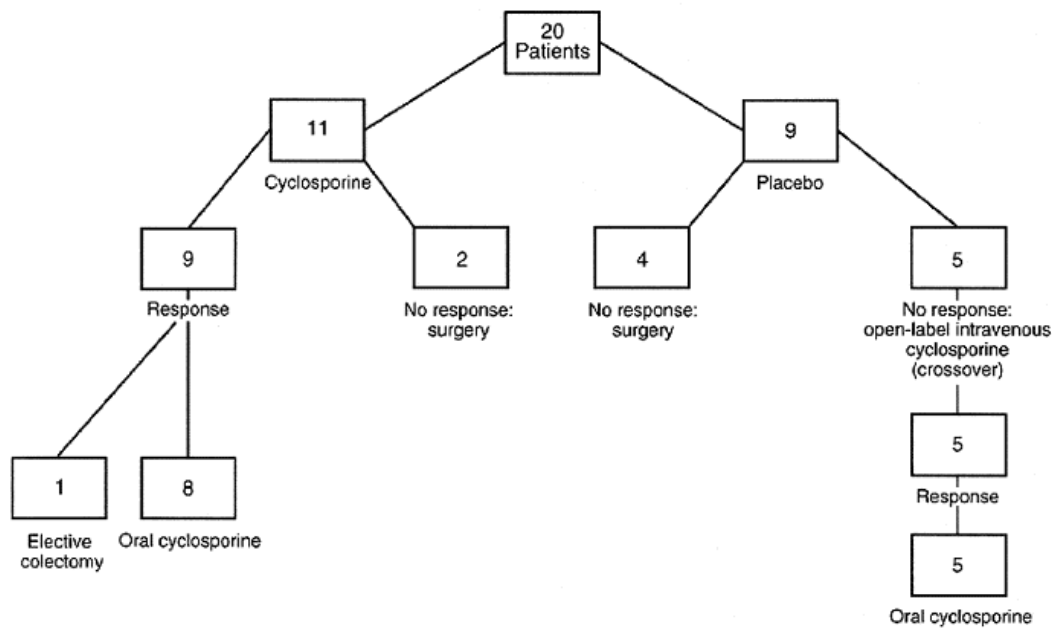 20
Patients
11
9
Cyclosporine
Placebo
9
2
4
5
Response
No response:
surgery
No response:
surgery
No response:
open-label intravenous
cyclosporine
(crossover)
5
Response
1
8
Elective
colectomy
Oral cyclosporine
5
Oral cyclosporine